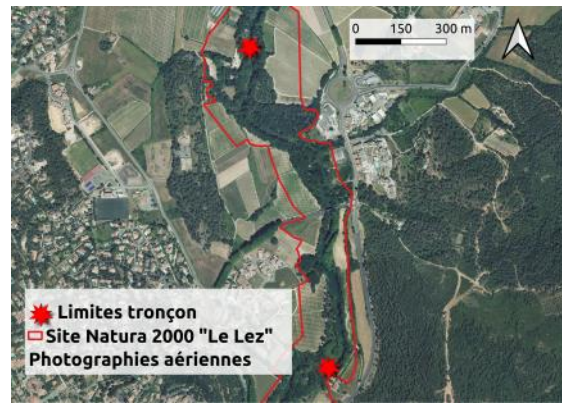 0 150 300 m
Limites tronçon
Site Natura 2000 "Le Lez"
Photographies aériennes